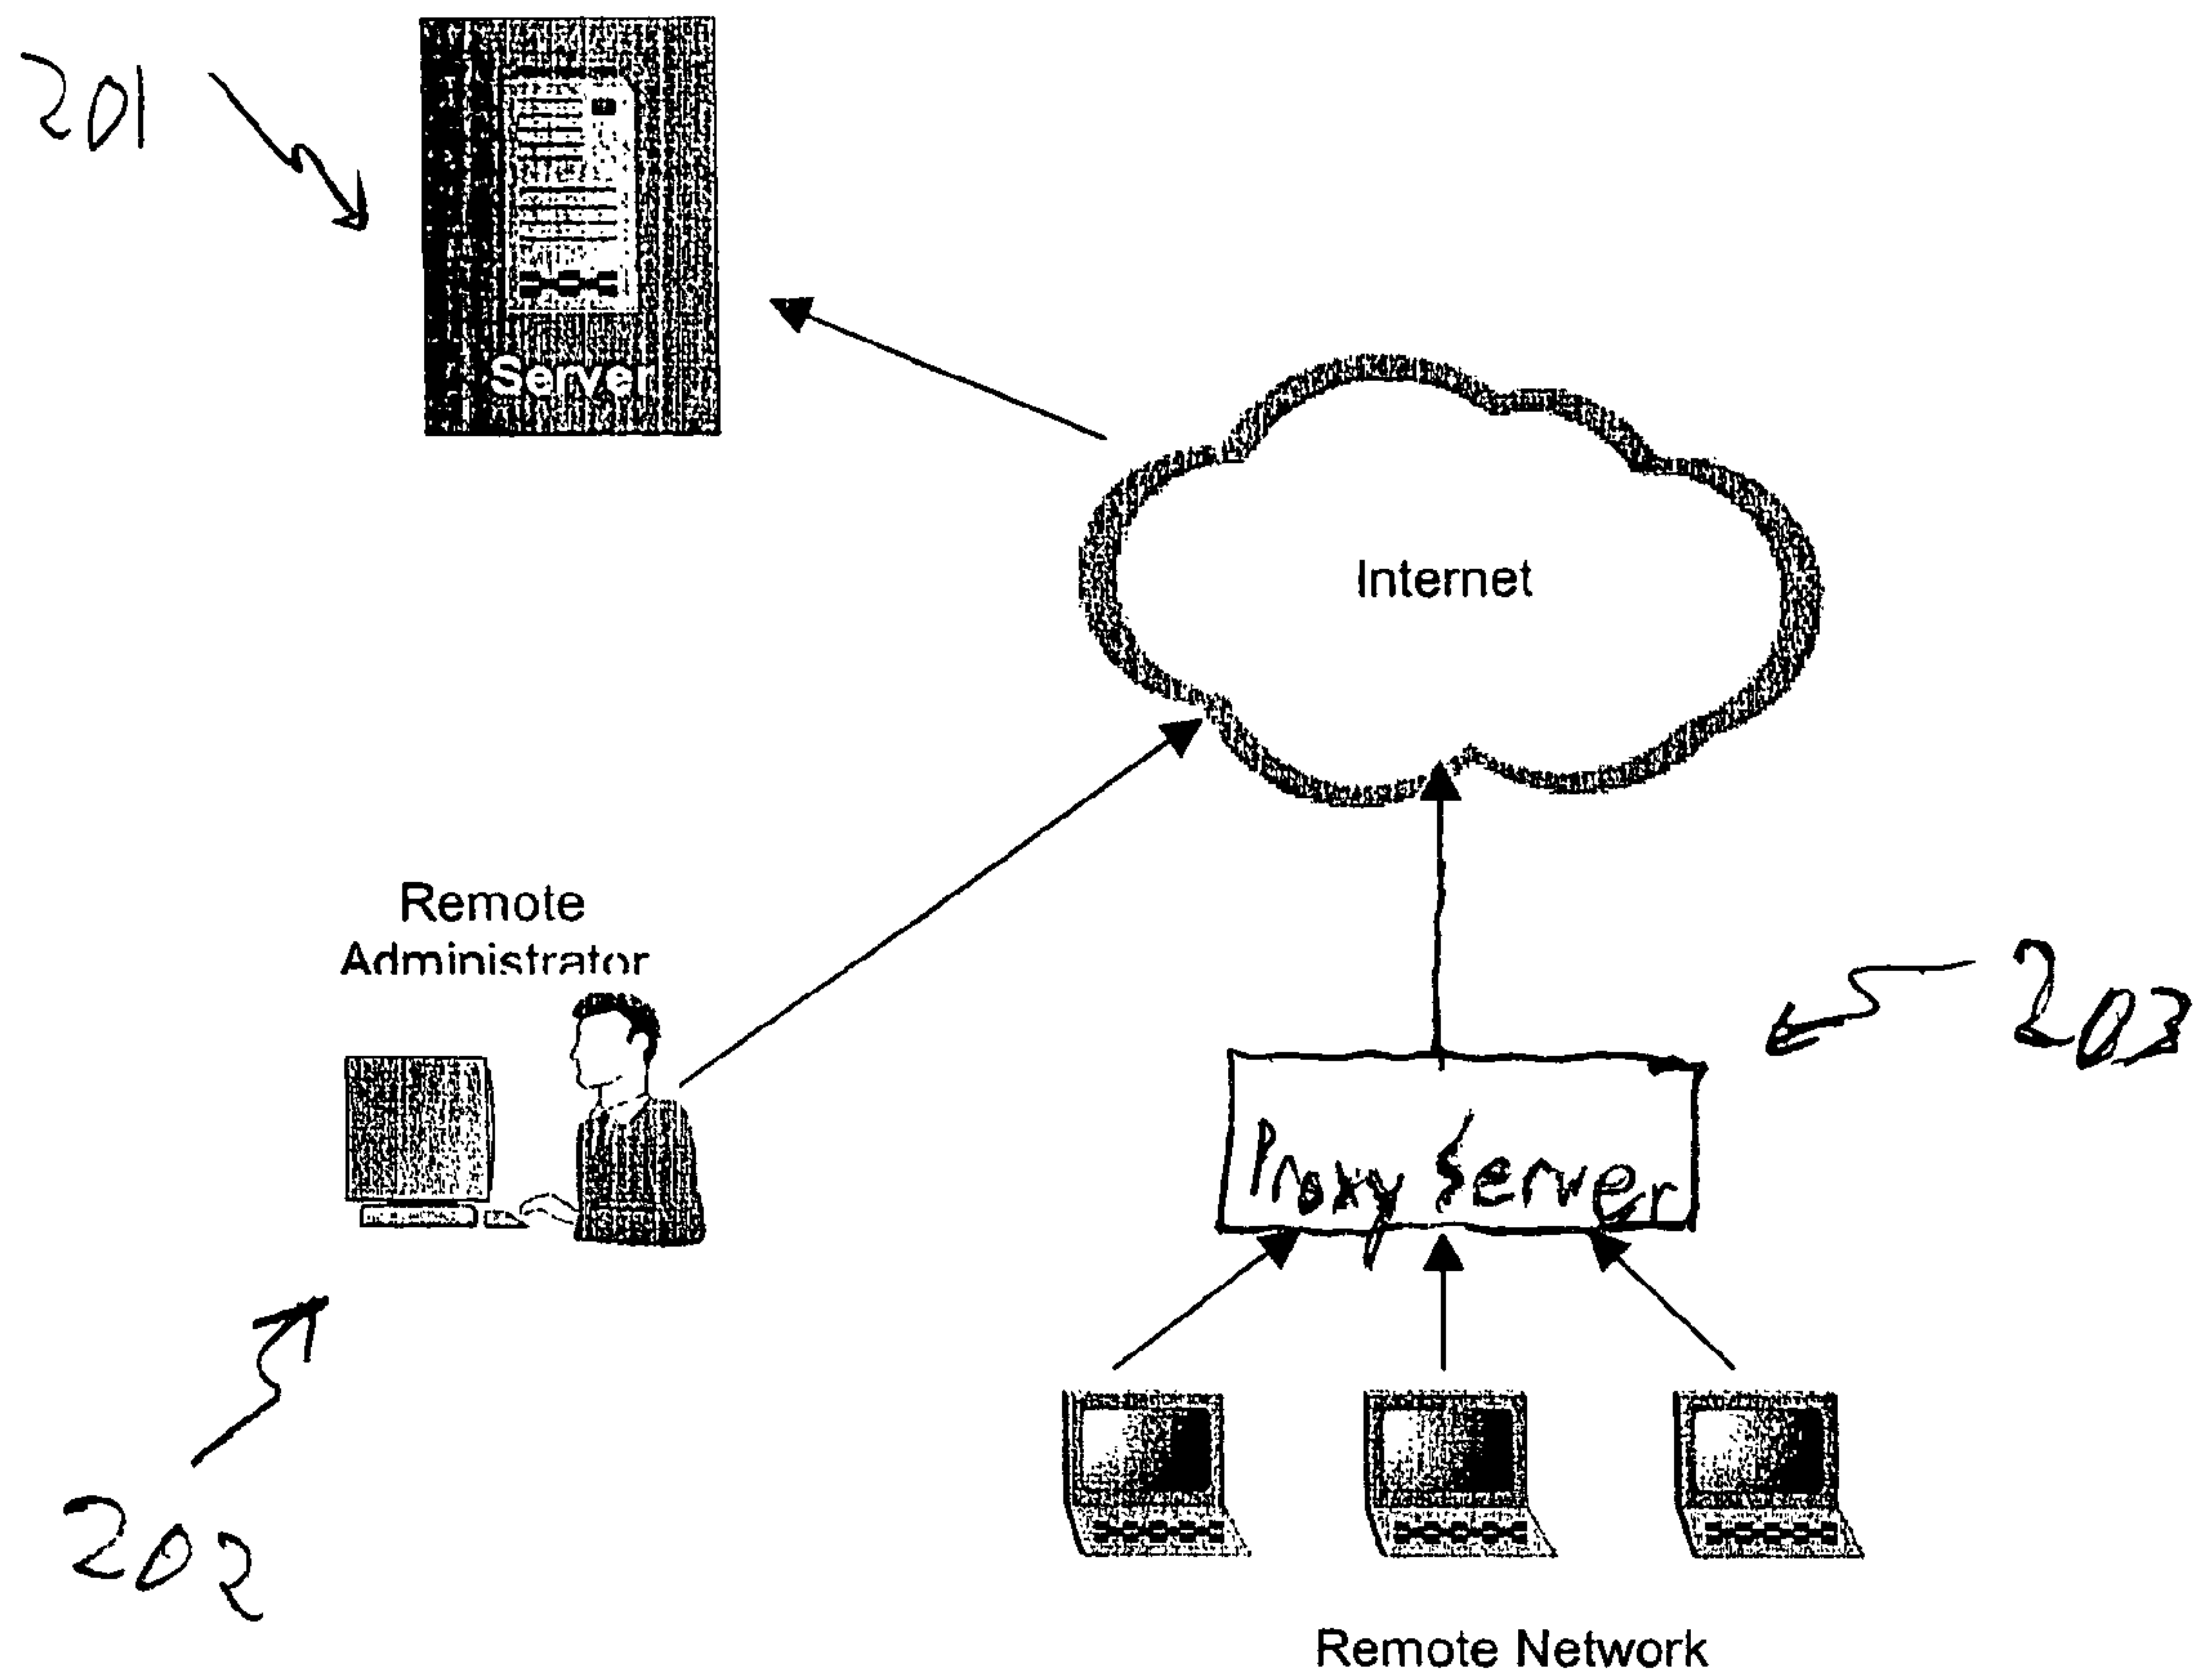 201
Server
Internet
Remote
Administrator
203
Proxy Server
202
Remote Network